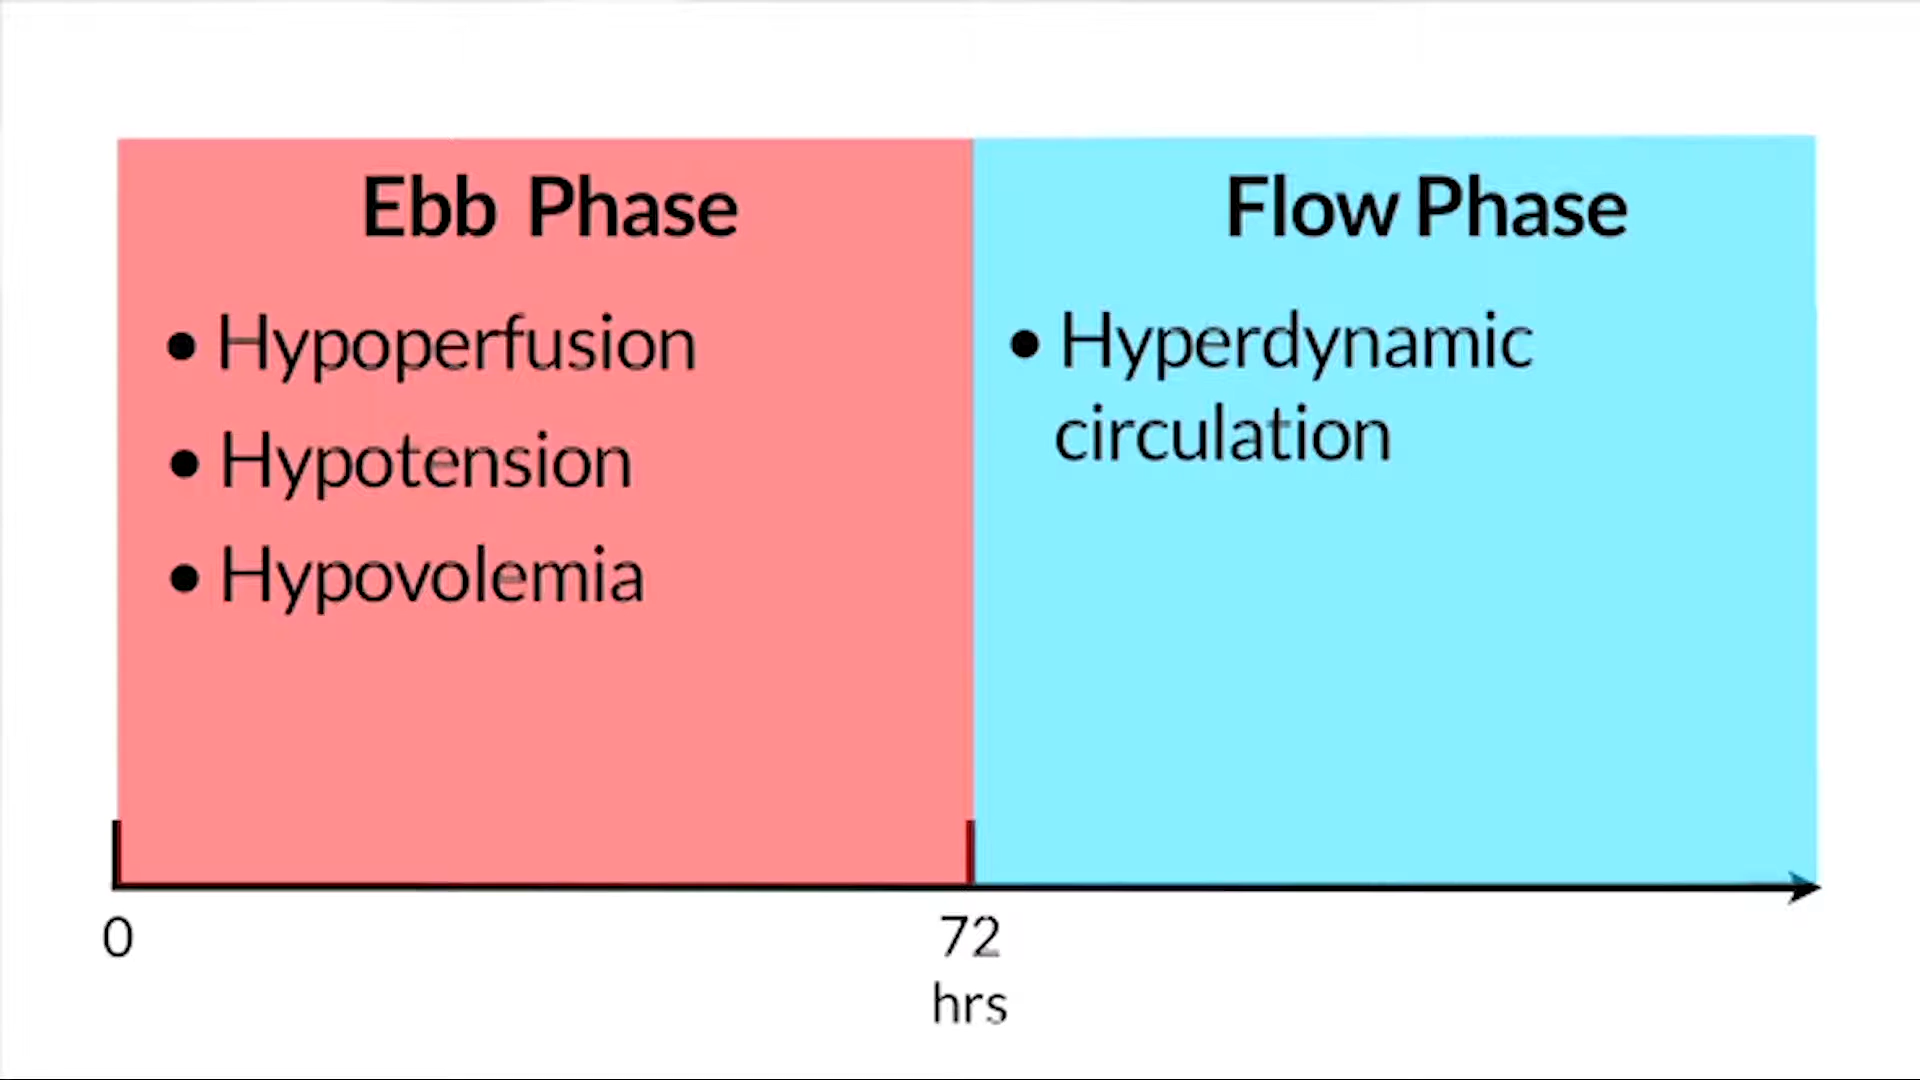 Ebb Phase
• Hypoperfusion
• Hypotension
• Hypovolemia
Flow Phase
• Hyperdynamic
circulation
0
72
hrs